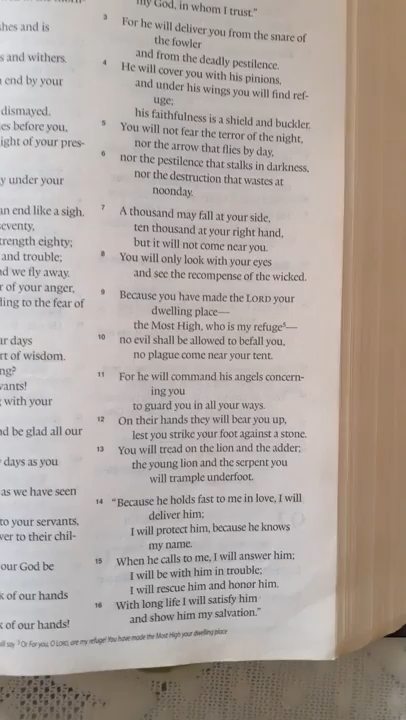 shes and is
s and withers.
end by your
dismayed.
es before you,
ight of your pres-
y under your
an end like a sigh.
eventy,
trength eighty;
and trouble;
nd we fly away.
r of your anger,
ding to the fear of
ur days
rt of wisdom.
ng?
vants!
with your
nd be glad all our
days as you
as we have seen
to your servants,
wer to their chil-
our God be
k of our hands
k of our hands!
my God, in whom I trust.”
3 For he will deliver you from the snare of
the fowler
and from the deadly pestilence.
4 He will cover you with his pinions,
and under his wings you will find ref-
uge;
his faithfulness is a shield and buckler.
5 You will not fear the terror of the night,
nor the arrow that flies by day,
6 nor the pestilence that stalks in darkness,
nor the destruction that wastes at
noonday.
7 A thousand may fall at your side,
ten thousand at your right hand,
but it will not come near you.
8 You will only look with your eyes
and see the recompense of the wicked.
9 Because you have made the LORD your
dwelling place—
the Most High, who is my refuge—
10 no evil shall be allowed to befall you,
no plague come near your tent.
11 For he will command his angels concern-
ing you
to guard you in all your ways.
12 On their hands they will bear you up,
lest you strike your foot against a stone.
13 You will tread on the lion and the adder;
the young lion and the serpent you
will trample underfoot.
14 “Because he holds fast to me in love, I will
deliver him;
I will protect him, because he knows
my name.
15 When he calls to me, I will answer him;
I will be with him in trouble;
I will rescue him and honor him.
16 With long life I will satisfy him
and show him my salvation.”
say Or For you, O LORD, are my refuge! You have made the Most High your dwelling place